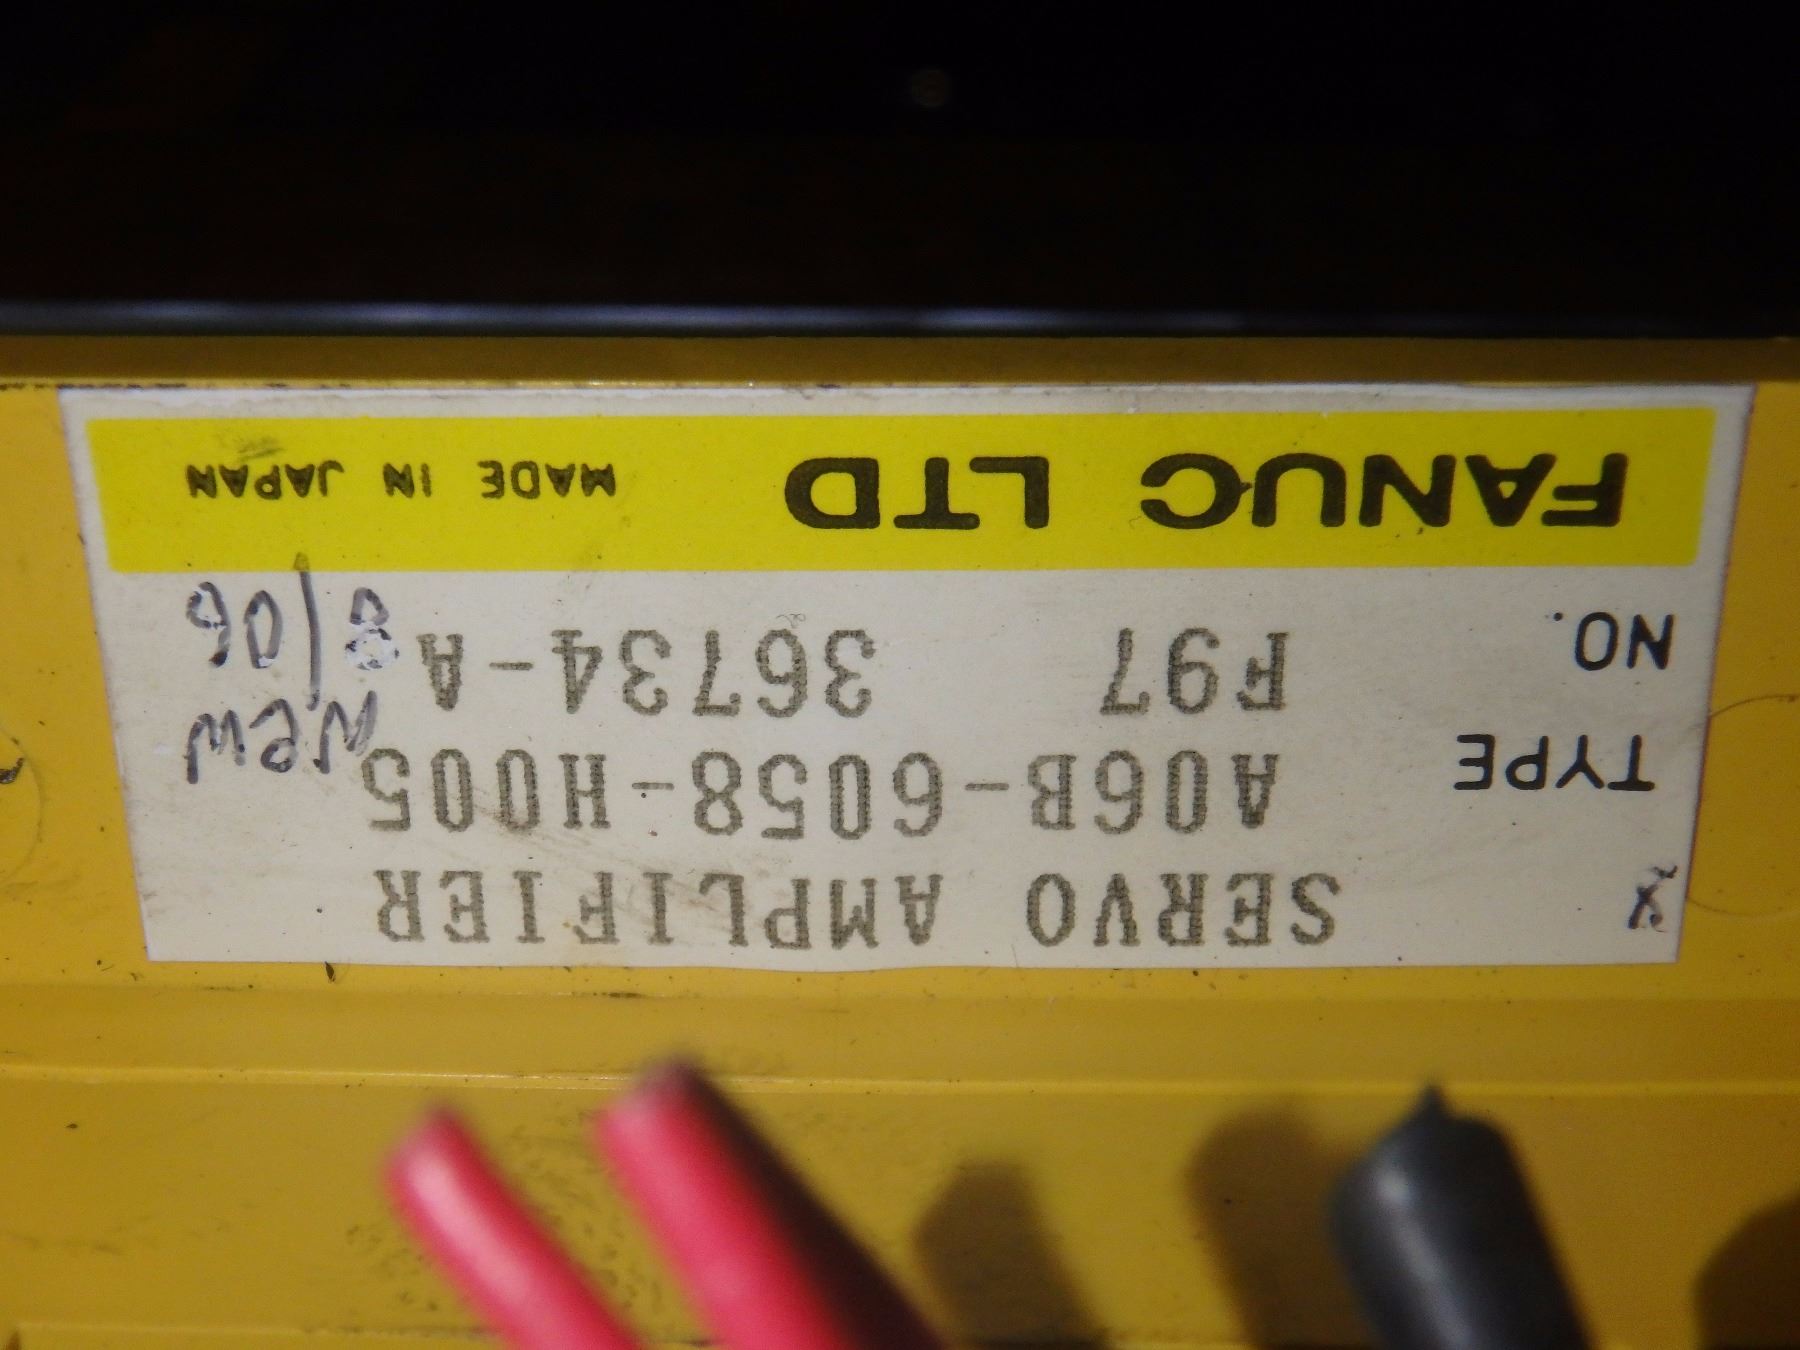 X SERVO AMPLIFIER
TYPE A06B-6058-H005
NO. F97 36734-A
New
8/06
FANUC LTD MADE IN JAPAN